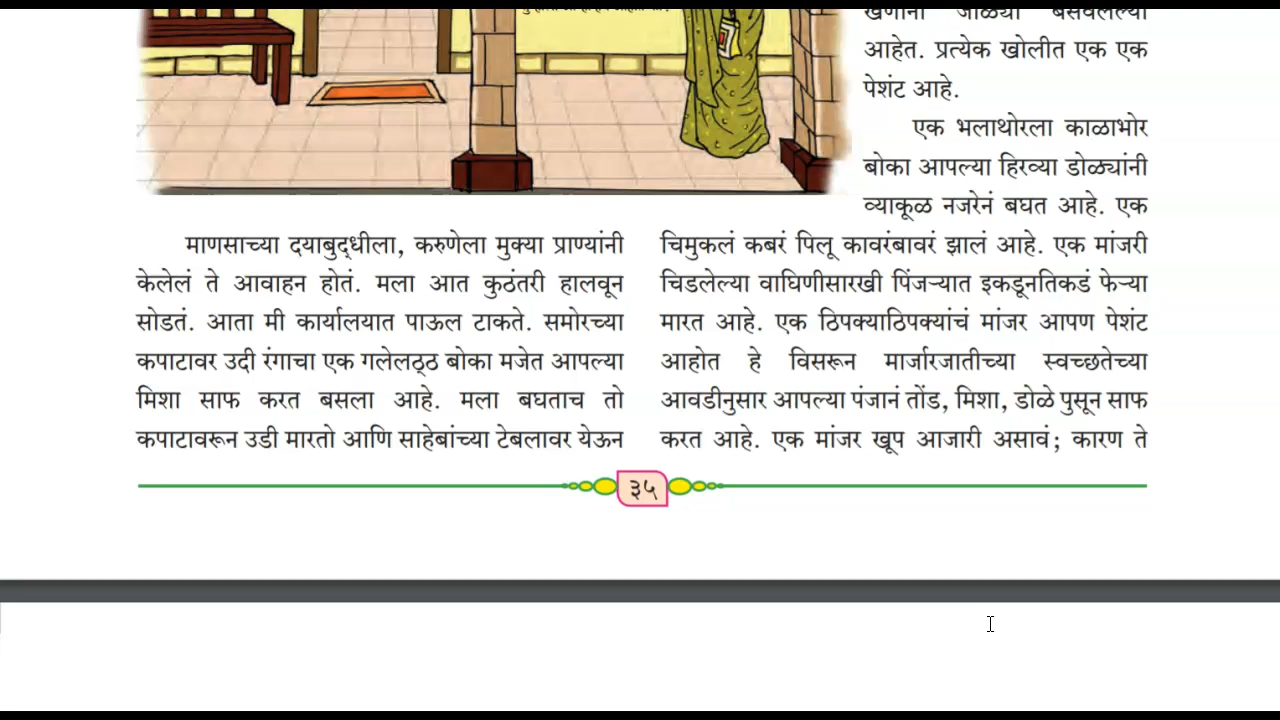 माणसाच्या दयाबुद्धीला, करुणेला मुक्या प्राण्यांनी
केलेलं ते आवाहन होतं. मला आत कुठंतरी हालवून
सोडतं. आता मी कार्यालयात पाऊल टाकते. समोरच्या
कपाटावर उदी रंगाचा एक गलेलठ्ठ बोका मजेत आपल्या
मिशा साफ करत बसला आहे. मला बघताच तो
कपाटावरून उडी मारतो आणि साहेबांच्या टेबलावर येऊन
जाळ्या बसवलेल्या
आहेत. प्रत्येक खोलीत एक एक
पेशंट आहे.
एक भलाथोरला काळाभोर
बोका आपल्या हिरव्या डोळ्यांनी
व्याकूळ नजरेनं बघत आहे. एक
चिमुकलं कबरं पिलू कावरंबावरं झालं आहे. एक मांजरी
चिडलेल्या वाघिणीसारखी पिंजऱ्यात इकडूनतिकडं फेऱ्या
मारत आहे. एक ठिपक्याठिपक्यांचं मांजर आपण पेशंट
आहोत हे विसरून मार्जारजातीच्या स्वच्छतेच्या
आवडीनुसार आपल्या पंजानं तोंड, मिशा, डोळे पुसून साफ
करत आहे. एक मांजर खूप आजारी असावं; कारण ते
३५